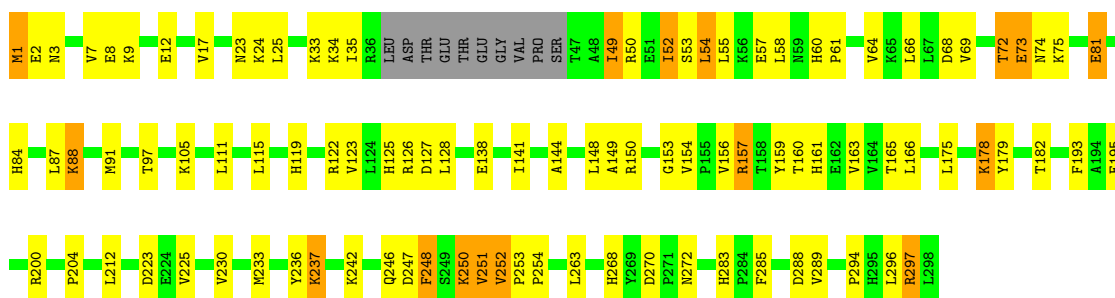 M1 E2 N3 V7 E8 K9 E12 V17 N23 K24 L25 K33 K34 I35 R36 LEU ASP THR GLU THR GLU GLY VAL PRO SER T47 A48 I49 R50 E51 I52 S53 L54 L55 K56 E57 L58 N59 H60 P61 V64 K65 L66 L67 D68 V69 T72 E73 N74 K75 E81
H84 L87 K88 M91 T97 K105 L111 L115 H119 R122 V123 L124 H125 R126 D127 L128 E138 I141 A144 L148 A149 R150 G153 V154 P155 V156 R157 T158 Y159 T160 H161 E162 V163 V164 T165 L166 L175 K178 Y179 T182 F193 A194 E195
R200 P204 L212 D223 E224 V225 V230 M233 Y236 K237 K242 Q246 D247 F248 S249 K250 V251 V252 P253 P254 L263 H268 Y269 D270 P271 N272 H283 P284 F285 D288 V289 P294 H295 L296 R297 L298